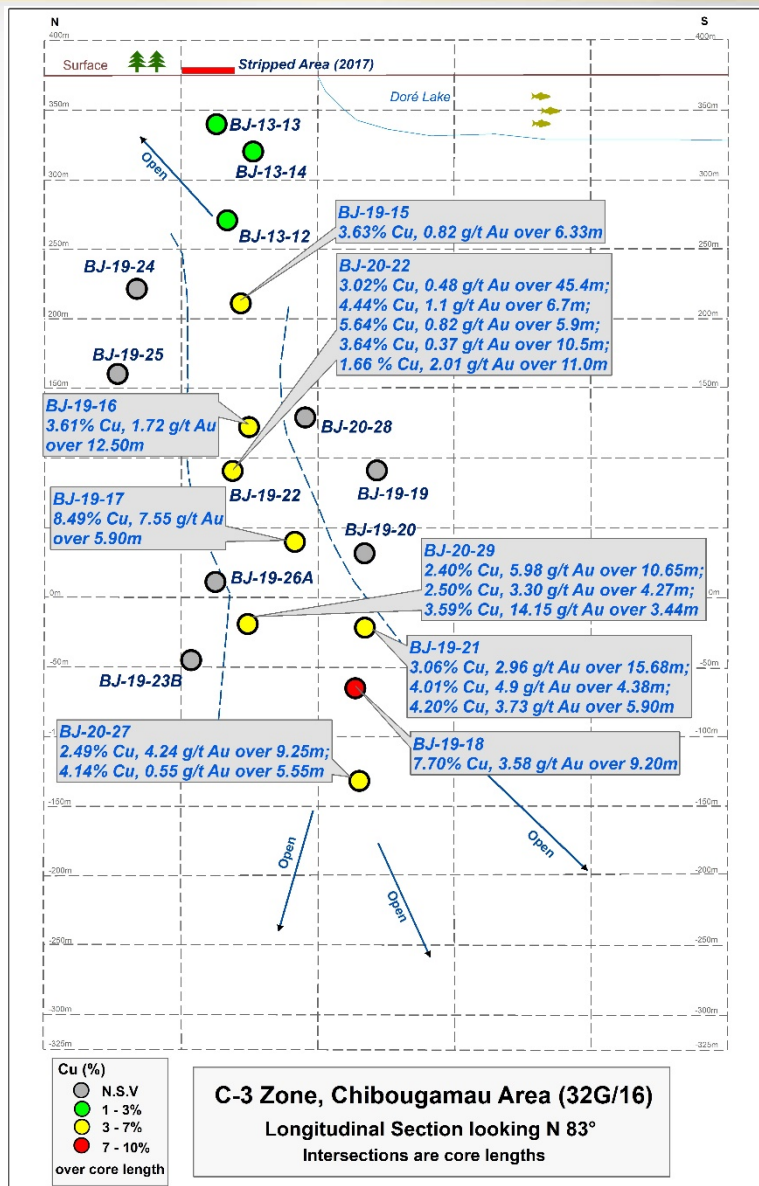 N
S
400m
400m
Surface
Stripped Area (2017)
350m
350m
Doré Lake
BJ-13-13
BJ-13-14
Open
300m
300m
BJ-13-12
BJ-19-15
3.63% Cu, 0.82 g/t Au over 6.33m
250m
250m
BJ-19-24
BJ-20-22
3.02% Cu, 0.48 g/t Au over 45.4m;
4.44% Cu, 1.1 g/t Au over 6.7m;
5.64% Cu, 0.82 g/t Au over 5.9m;
3.64% Cu, 0.37 g/t Au over 10.5m;
1.66 % Cu, 2.01 g/t Au over 11.0m
200m
200m
BJ-19-25
150m
150m
BJ-19-16
3.61% Cu, 1.72 g/t Au
over 12.50m
BJ-20-28
100m
BJ-19-22
BJ-19-19
BJ-19-17
8.49% Cu, 7.55 g/t Au
over 5.90m
50m
BJ-19-20
BJ-20-29
2.40% Cu, 5.98 g/t Au over 10.65m;
2.50% Cu, 3.30 g/t Au over 4.27m;
3.59% Cu, 14.15 g/t Au over 3.44m
BJ-19-26A
0m
0m
BJ-19-21
3.06% Cu, 2.96 g/t Au over 15.68m;
4.01% Cu, 4.9 g/t Au over 4.38m;
4.20% Cu, 3.73 g/t Au over 5.90m
-50m
-50m
BJ-19-23B
BJ-20-27
2.49% Cu, 4.24 g/t Au over 9.25m;
4.14% Cu, 0.55 g/t Au over 5.55m
BJ-19-18
7.70% Cu, 3.58 g/t Au over 9.20m
-100m
-150m
-150m
Open
Open
Open
-200m
-200m
-250m
-250m
-300m
-300m
-325m
-325m
Cu (%)
N.S.V
1 - 3%
3 - 7%
7 - 10%
over core length
C-3 Zone, Chibougamau Area (32G/16)
Longitudinal Section looking N 83°
Intersections are core lengths